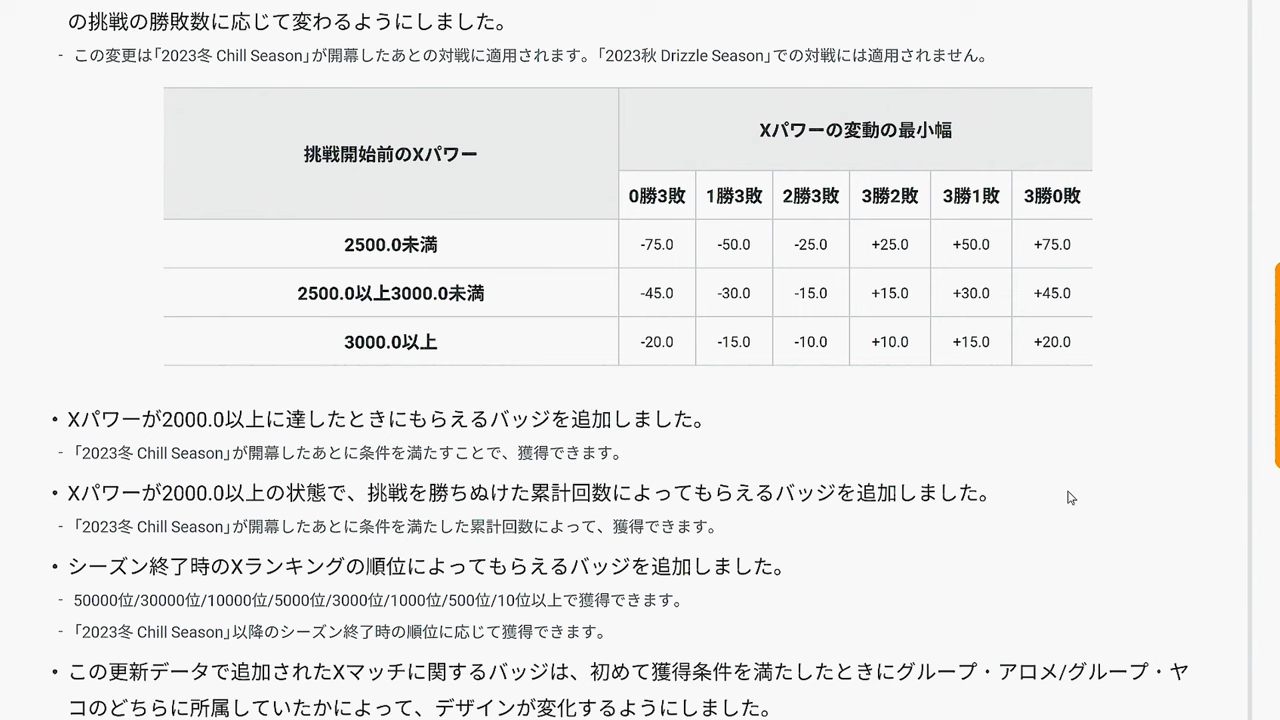 の挑戦の勝敗数に応じて変わるようにしました。
- この変更は「2023冬 Chill Season」が開幕したあとの対戦に適用されます。「2023秋 Drizzle Season」での対戦には適用されません。
挑戦開始前のXパワー
Xパワーの変動の最小幅
0勝3敗 1勝3敗 2勝3敗 3勝2敗 3勝1敗 3勝0敗
2500.0未満 -75.0 -50.0 -25.0 +25.0 +50.0 +75.0
2500.0以上3000.0未満 -45.0 -30.0 -15.0 +15.0 +30.0 +45.0
3000.0以上 -20.0 -15.0 -10.0 +10.0 +15.0 +20.0
・Xパワーが2000.0以上に達したときにもらえるバッジを追加しました。
- 「2023冬 Chill Season」が開幕したあとに条件を満たすことで、獲得できます。
・Xパワーが2000.0以上の状態で、挑戦を勝ちぬけた累計回数によってもらえるバッジを追加しました。
- 「2023冬 Chill Season」が開幕したあとに条件を満たした累計回数によって、獲得できます。
・シーズン終了時のXランキングの順位によってもらえるバッジを追加しました。
- 50000位/30000位/10000位/5000位/3000位/1000位/500位/10位以上で獲得できます。
- 「2023冬 Chill Season」以降のシーズン終了時の順位に応じて獲得できます。
・この更新データで追加されたXマッチに関するバッジは、初めて獲得条件を満たしたときにグループ・アロメ/グループ・ヤ
コのどちらに所属していたかによって、デザインが変化するようにしました。